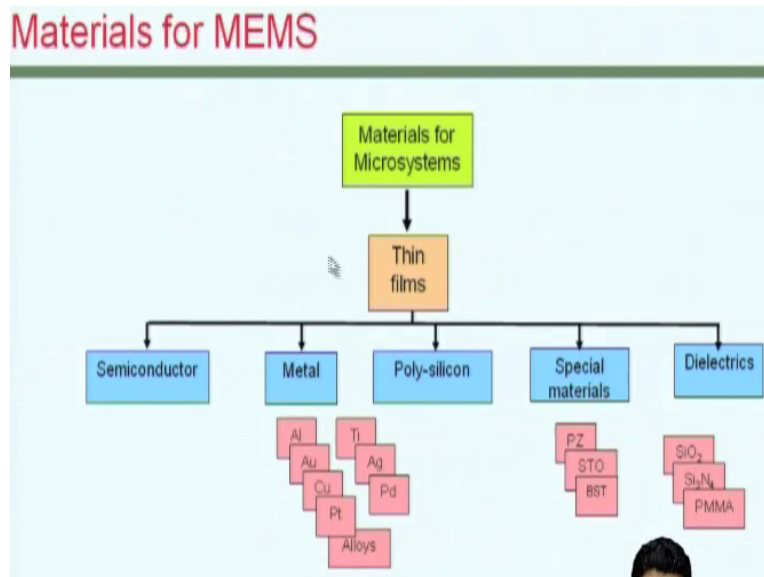 Materials for MEMS
Materials for
Microsystems
Thin
films
Semiconductor
Metal
Poly-silicon
Special
materials
Dielectrics
Al
Au
Cu
Pt
Alloys
Ti
Ag
Pd
PZ
STO
BST
SiO₂
Si₃N₄
PMMA